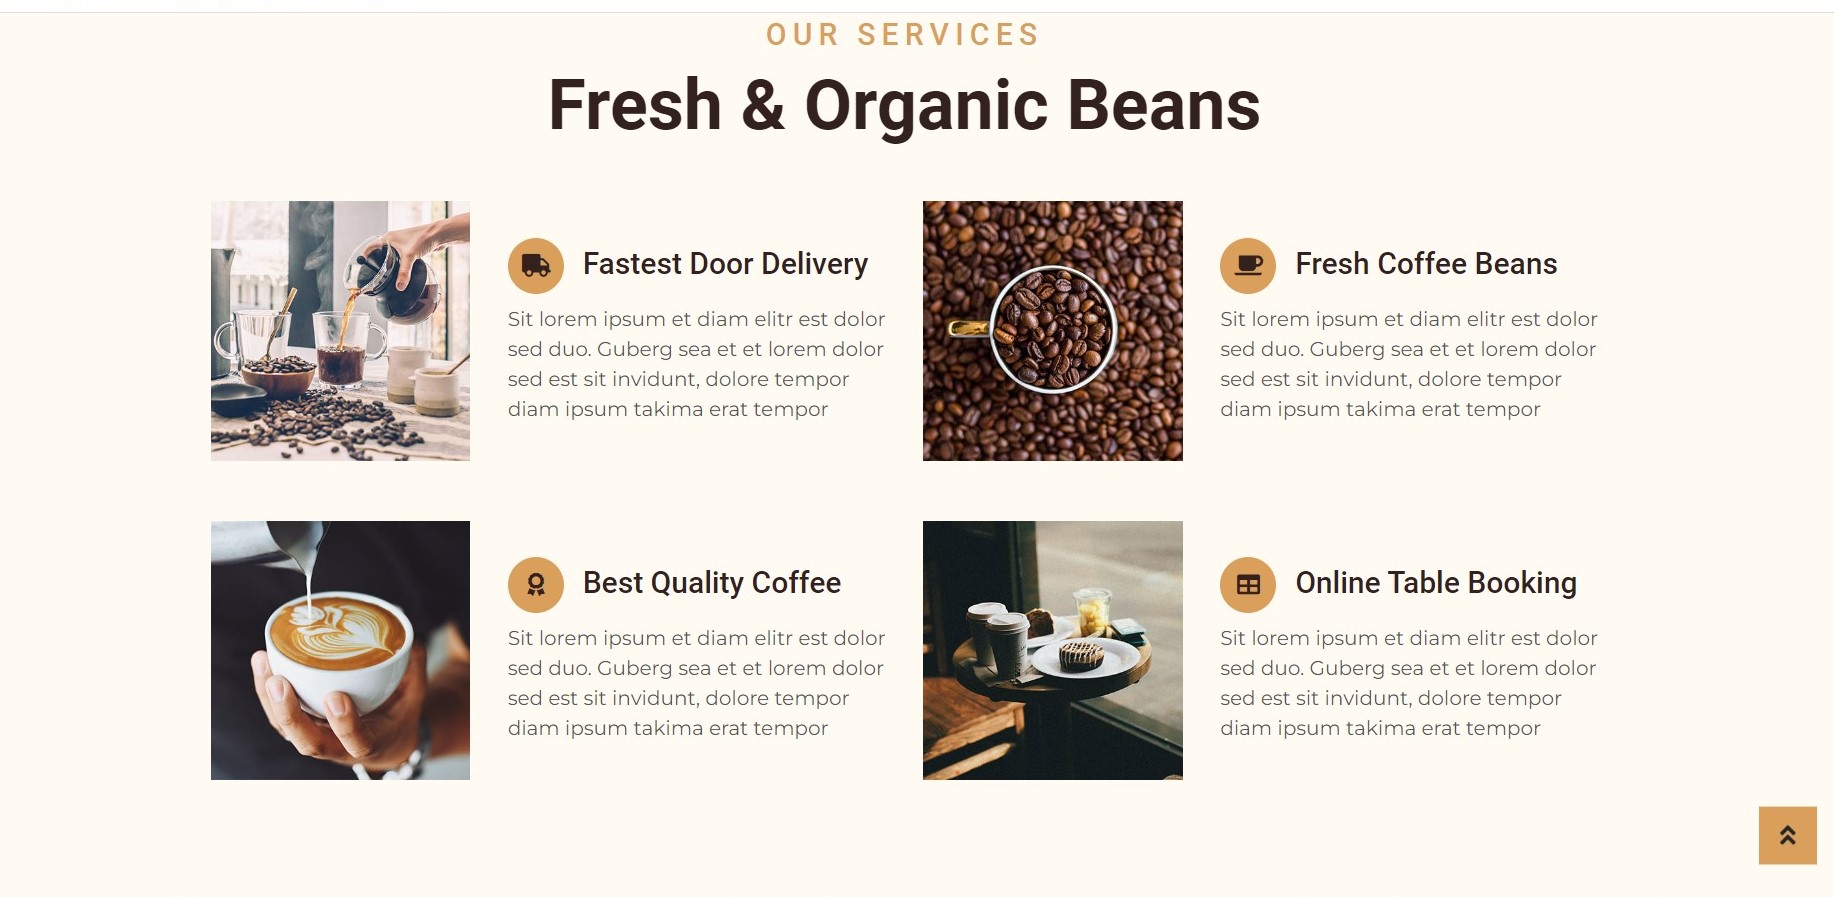 OUR SERVICES
Fresh & Organic Beans
Fastest Door Delivery
Sit lorem ipsum et diam elitr est dolor
sed duo. Guberg sea et et lorem dolor
sed est sit invidunt, dolore tempor
diam ipsum takima erat tempor
Fresh Coffee Beans
Sit lorem ipsum et diam elitr est dolor
sed duo. Guberg sea et et lorem dolor
sed est sit invidunt, dolore tempor
diam ipsum takima erat tempor
Best Quality Coffee
Sit lorem ipsum et diam elitr est dolor
sed duo. Guberg sea et et lorem dolor
sed est sit invidunt, dolore tempor
diam ipsum takima erat tempor
Online Table Booking
Sit lorem ipsum et diam elitr est dolor
sed duo. Guberg sea et et lorem dolor
sed est sit invidunt, dolore tempor
diam ipsum takima erat tempor